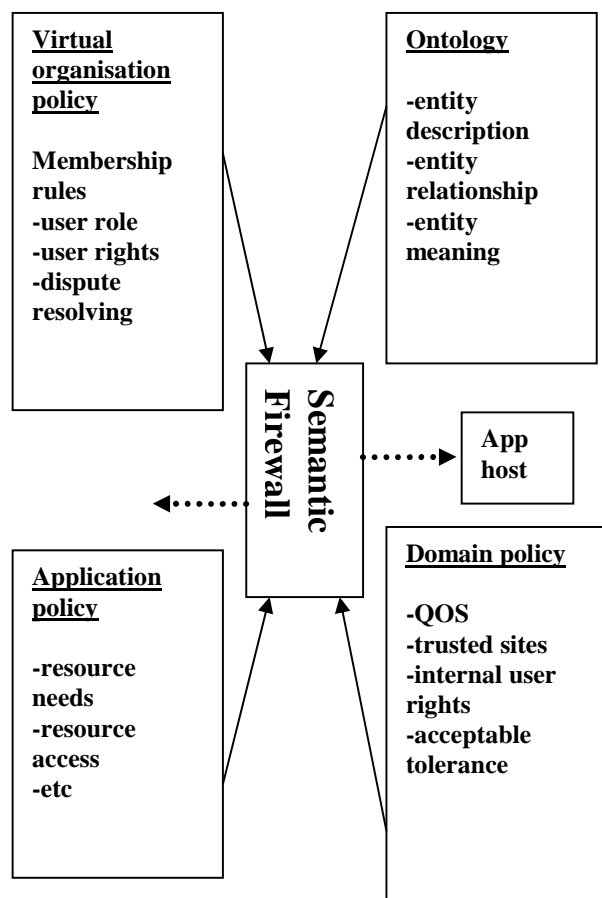 Virtual
organisation
policy
Membership
rules
-user role
-user rights
-dispute
resolving
Ontology
-entity
description
-entity
relationship
-entity
meaning
Semantic
Firewall
App
host
Application
policy
-resource
needs
-resource
access
-etc
Domain policy
-QOS
-trusted sites
-internal user
rights
-acceptable
tolerance